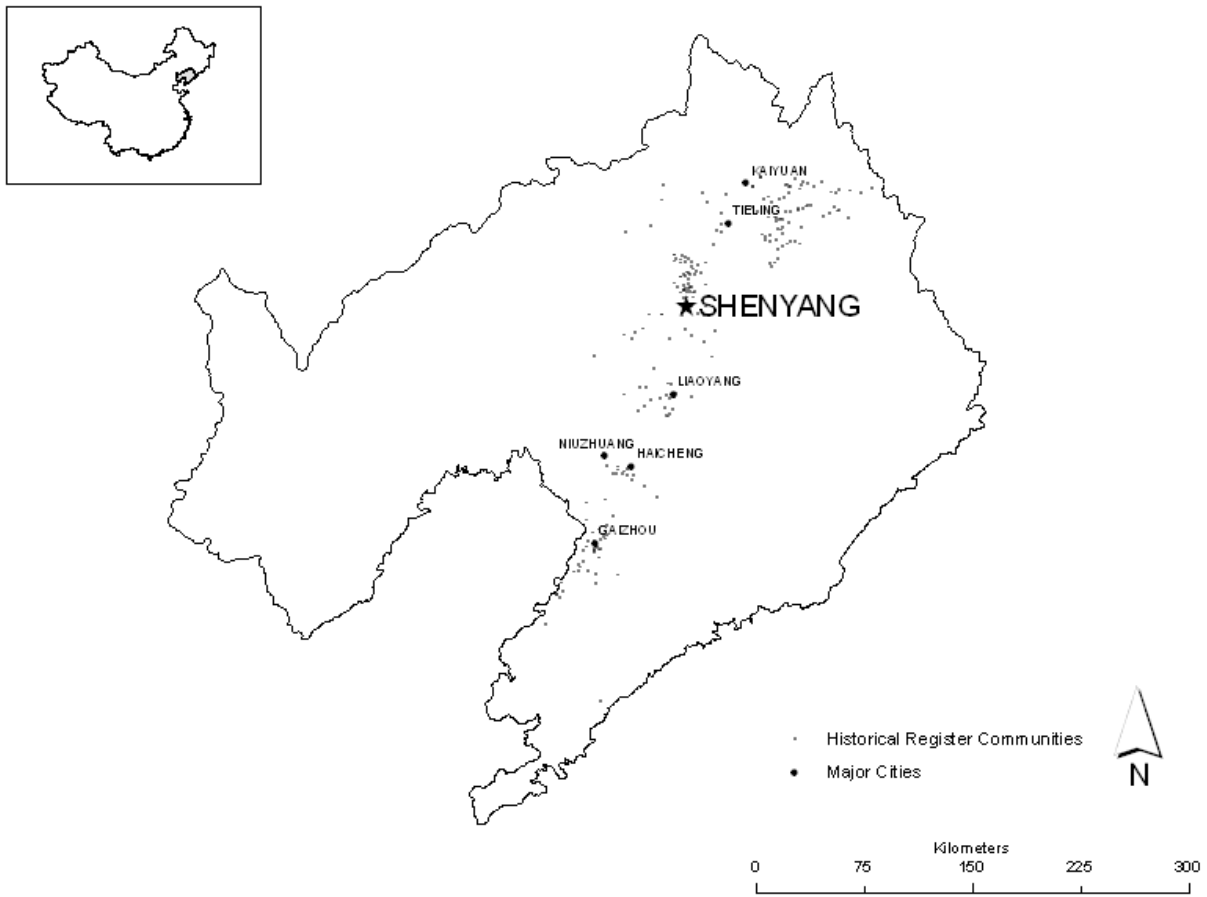 KAIYUAN
TIELING
SHENYANG
LIAOYANG
NIUZHUANG
HAICHENG
GAIZHOU
Historical Register Communities
Major Cities
N
Kilometers
0 75 150 225 300